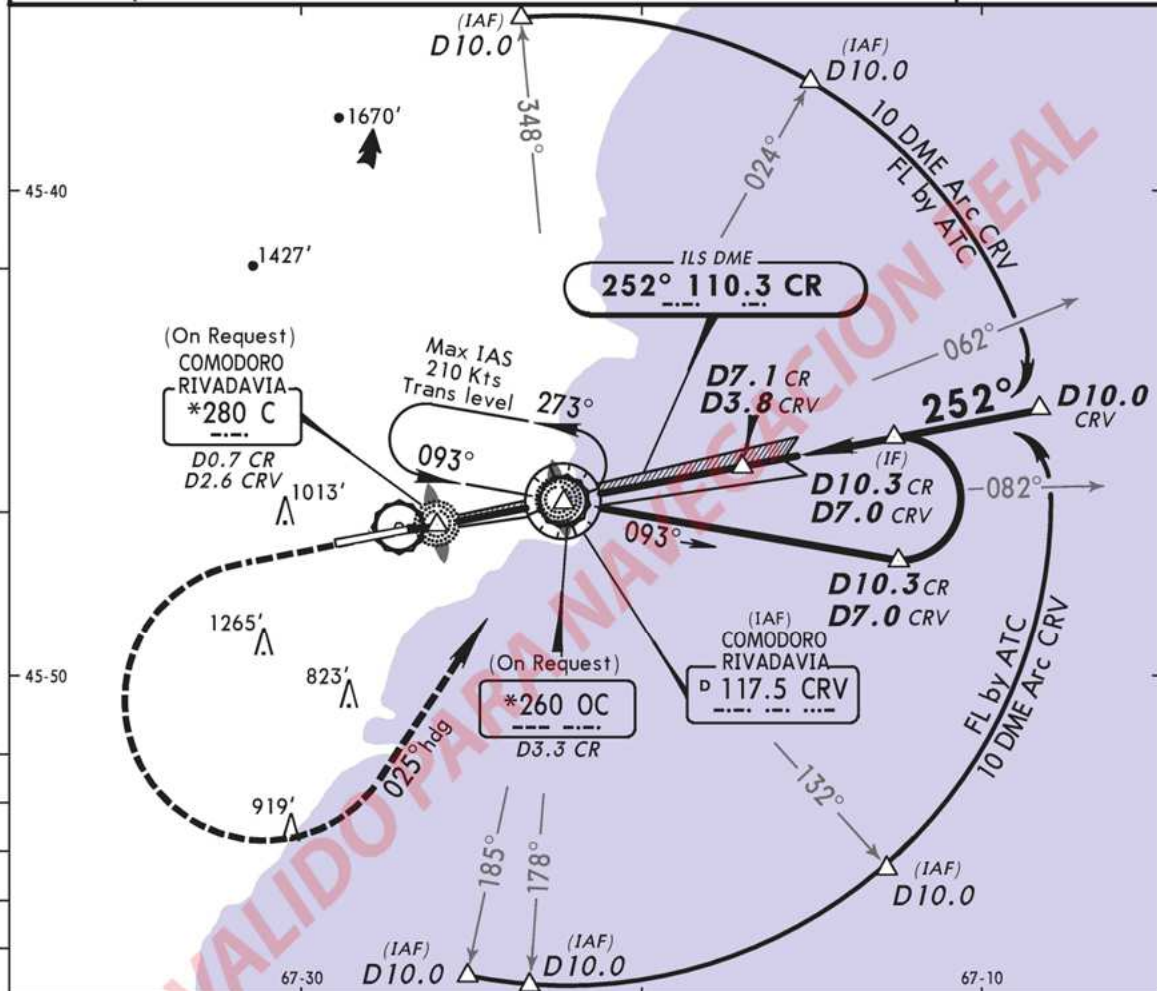 (IAF)
D10.0
(IAF)
D10.0
348°
024°
1670'
10 DME Arc CRV
FL by ATC
45-40
1427'
ILS DME
252° 110.3 CR
062°
(On Request)
COMODORO
RIVADAVIA
*280 C
D0.7 CR
D2.6 CRV
Max IAS
210 Kts
Trans level
273°
093°
D7.1 CR
D3.8 CRV
252°
D10.0
CRV
(IF)
D10.3 CR
D7.0 CRV
082°
1013'
093°
D10.3 CR
D7.0 CRV
1265'
823'
(On Request)
*260 OC
D3.3 CR
(IAF)
COMODORO
RIVADAVIA
D 117.5 CRV
FL by ATC
10 DME Arc CRV
45-50
025° hdg
132°
919'
185°
178°
(IAF)
D10.0
(IAF)
D10.0
(IAF)
D10.0
67-30
67-10
VALIDO PARA NAVEGACION REAL